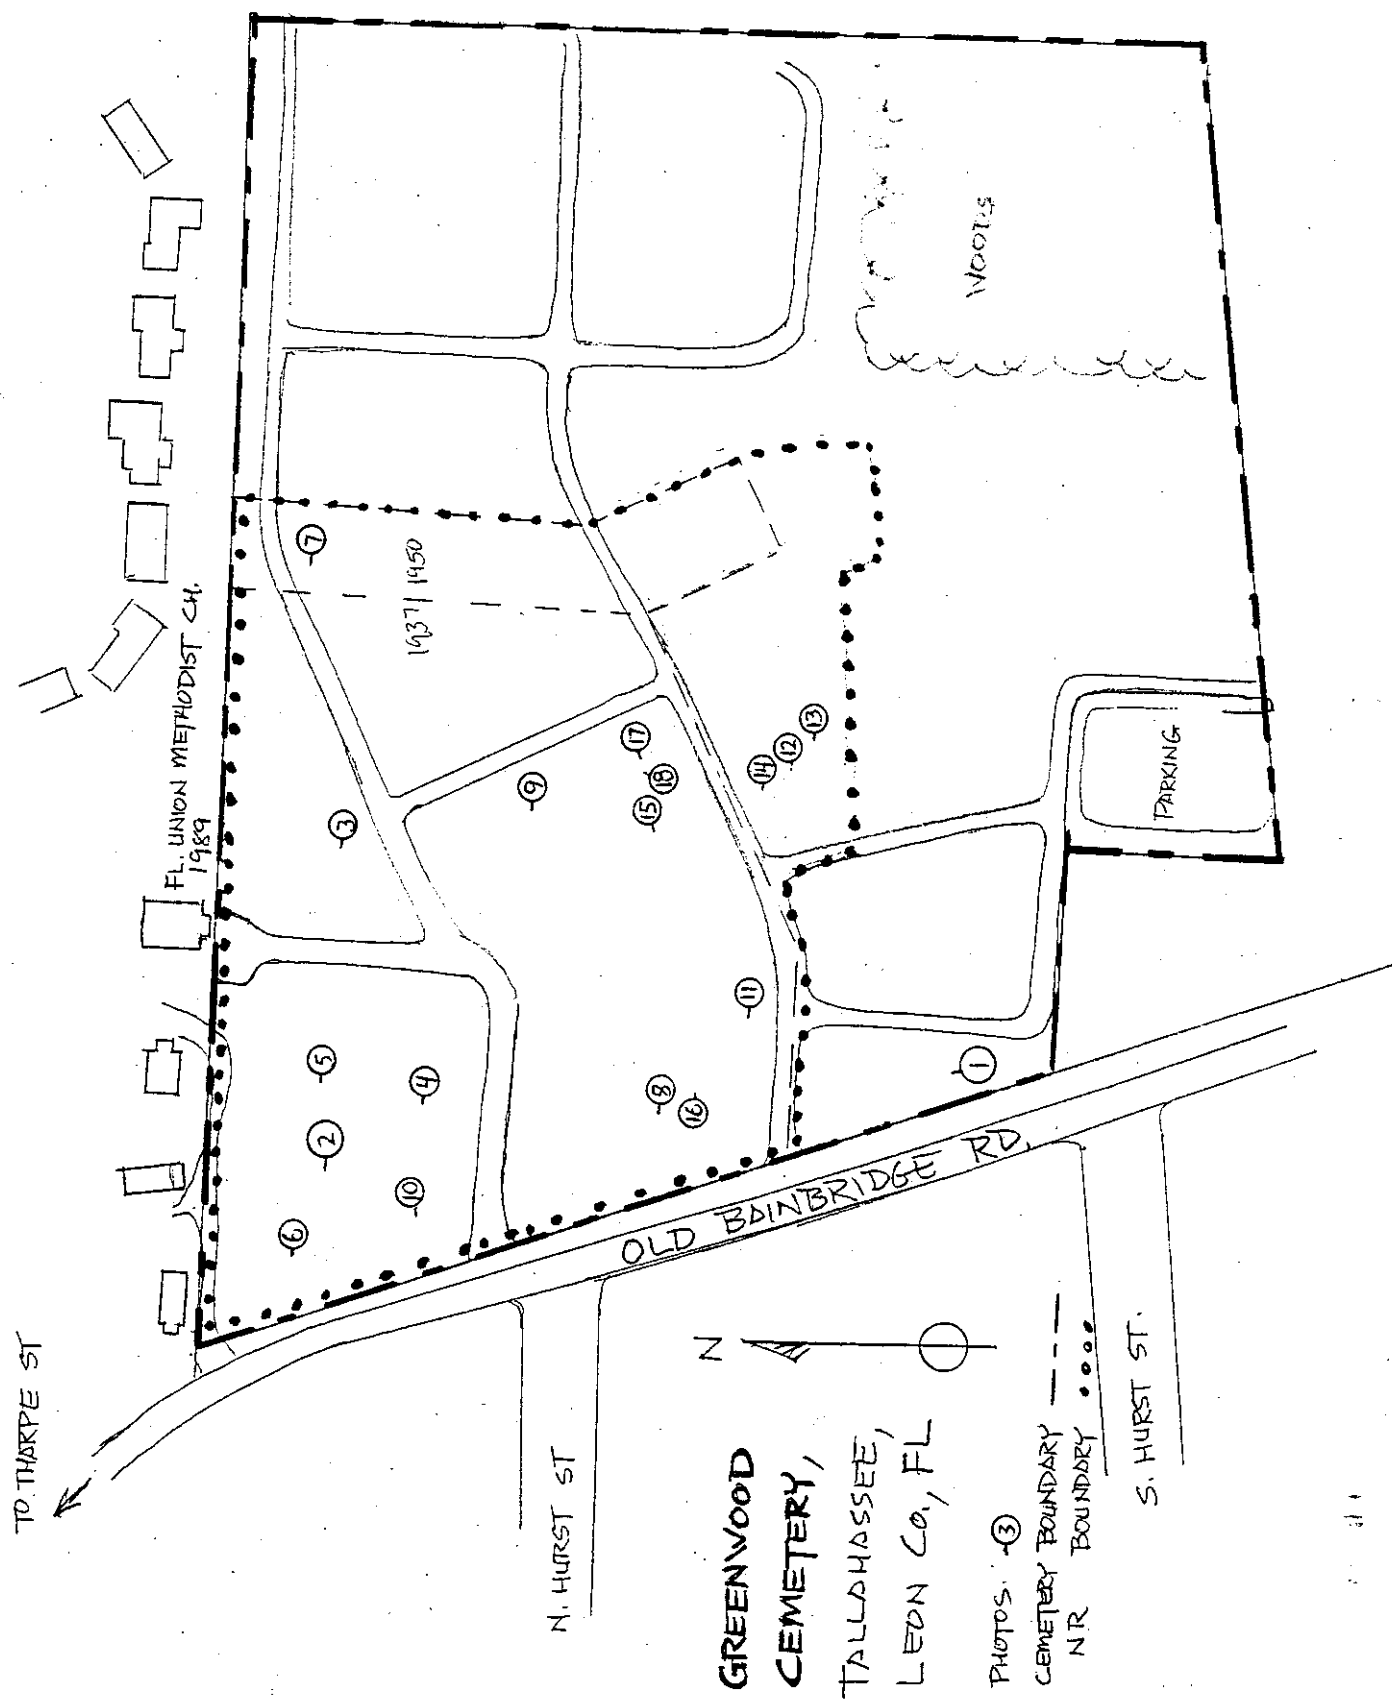 TO THARPE ST
FL. UNION METHODIST CH.
1989
1937 | 1950
WOODS
PARKING
7
3
9
17
18
15
14
12
13
5
4
2
10
6
11
8
16
1
OLD BAINBRIDGE RD.
N. HURST ST
S. HURST ST.
N
GREENWOOD
CEMETERY,
TALLAHASSEE,
LEON CO., FL
PHOTOS 3
CEMETERY BOUNDARY
NR BOUNDARY